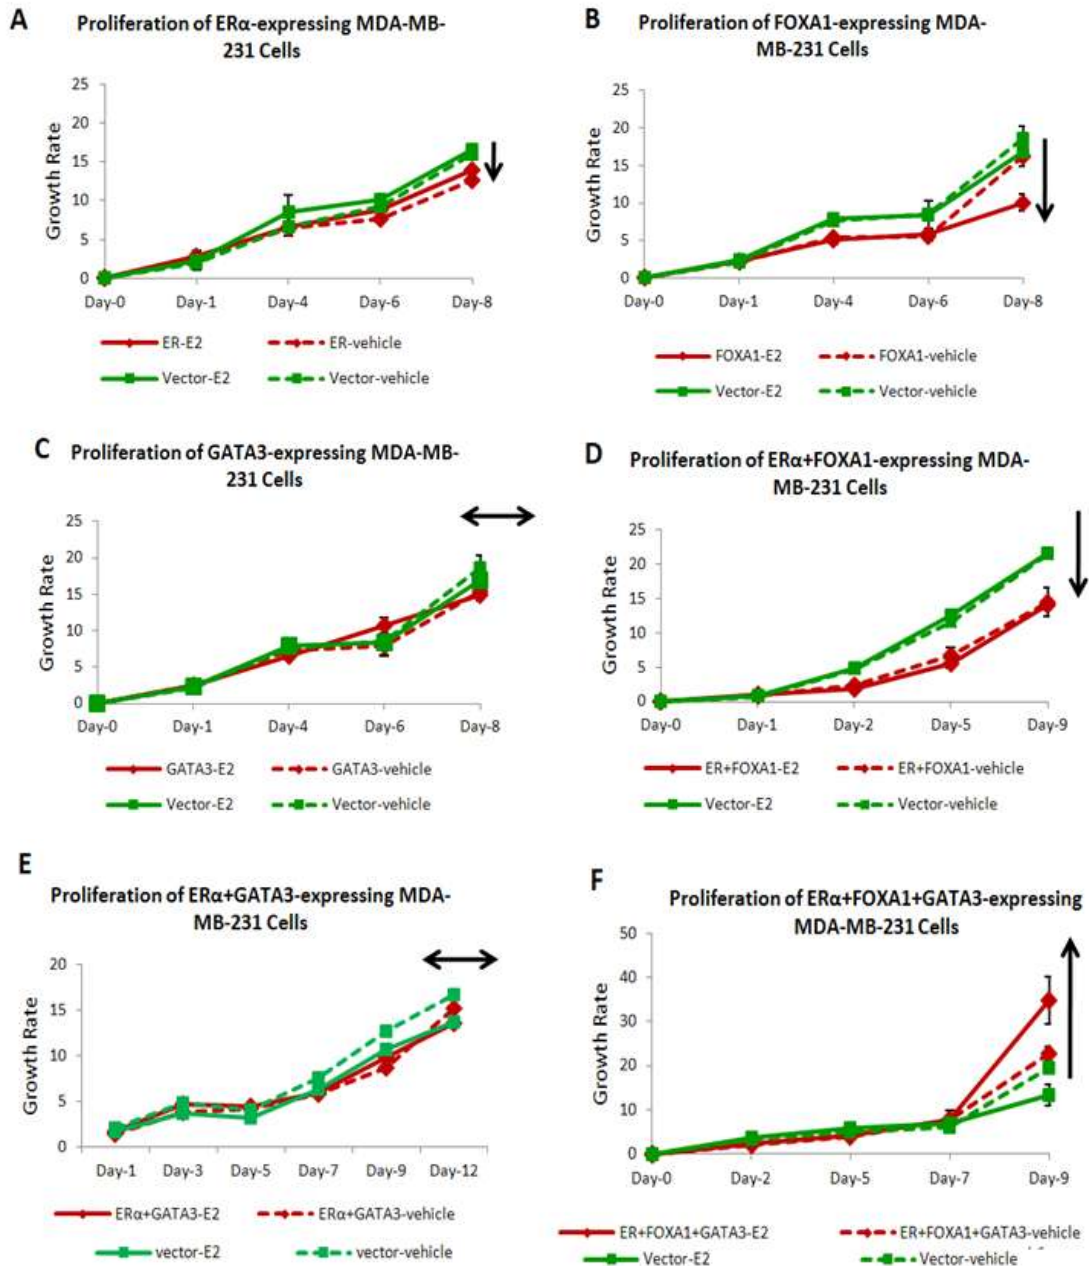 A
Proliferation of ERα-expressing MDA-MB-
231 Cells
25
20
15
10
5
0
Growth Rate
Day-0 Day-1 Day-4 Day-6 Day-8
ER-E2 ER-vehicle
Vector-E2 Vector-vehicle
B
Proliferation of FOXA1-expressing MDA-
MB-231 Cells
25
20
15
10
5
0
Growth Rate
Day-0 Day-1 Day-4 Day-6 Day-8
FOXA1-E2 FOXA1-vehicle
Vector-E2 Vector-vehicle
C
Proliferation of GATA3-expressing MDA-MB-
231 Cells
25
20
15
10
5
0
Growth Rate
Day-0 Day-1 Day-4 Day-6 Day-8
GATA3-E2 GATA3-vehicle
Vector-E2 Vector-vehicle
D
Proliferation of ERα+FOXA1-expressing MDA-
MB-231 Cells
25
20
15
10
5
0
Growth Rate
Day-0 Day-1 Day-2 Day-5 Day-9
ER+FOXA1-E2 ER+FOXA1-vehicle
Vector-E2 Vector-vehicle
E
Proliferation of ERα+GATA3-expressing MDA-
MB-231 Cells
20
15
10
5
0
Growth Rate
Day-1 Day-3 Day-5 Day-7 Day-9 Day-12
ERα+GATA3-E2 ERα+GATA3-vehicle
vector-E2 vector-vehicle
F
Proliferation of ERα+FOXA1+GATA3-expressing
MDA-MB-231 Cells
50
40
30
20
10
0
Growth Rate
Day-0 Day-2 Day-5 Day-7 Day-9
ER+FOXA1+GATA3-E2 ER+FOXA1+GATA3-vehicle
Vector-E2 Vector-vehicle